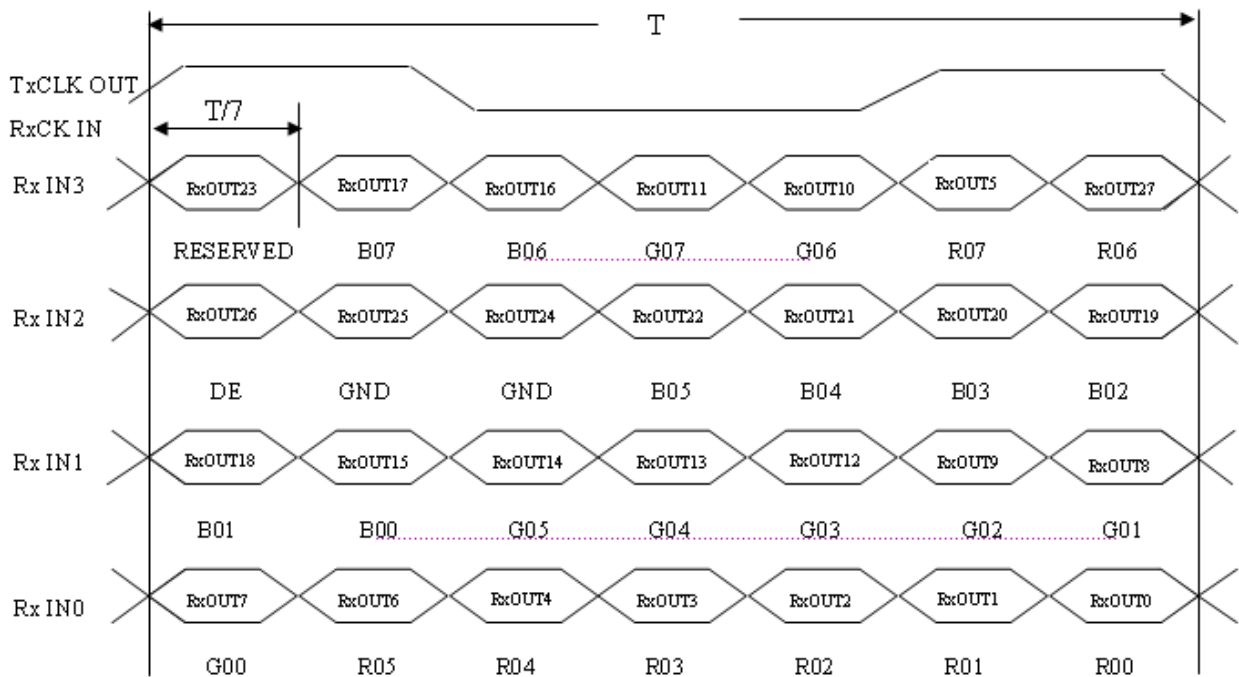 T
TxCLK OUT
T/7
RxCK IN
Rx IN3 RxOUT23 RxOUT17 RxOUT16 RxOUT11 RxOUT10 RxOUT5 RxOUT27
RESERVED B07 B06 G07 G06 R07 R06
Rx IN2 RxOUT26 RxOUT25 RxOUT24 RxOUT22 RxOUT21 RxOUT20 RxOUT19
DE GND GND B05 B04 B03 B02
Rx IN1 RxOUT18 RxOUT15 RxOUT14 RxOUT13 RxOUT12 RxOUT9 RxOUT8
B01 B00 G05 G04 G03 G02 G01
Rx IN0 RxOUT7 RxOUT6 RxOUT4 RxOUT3 RxOUT2 RxOUT1 RxOUT0
G00 R05 R04 R03 R02 R01 R00